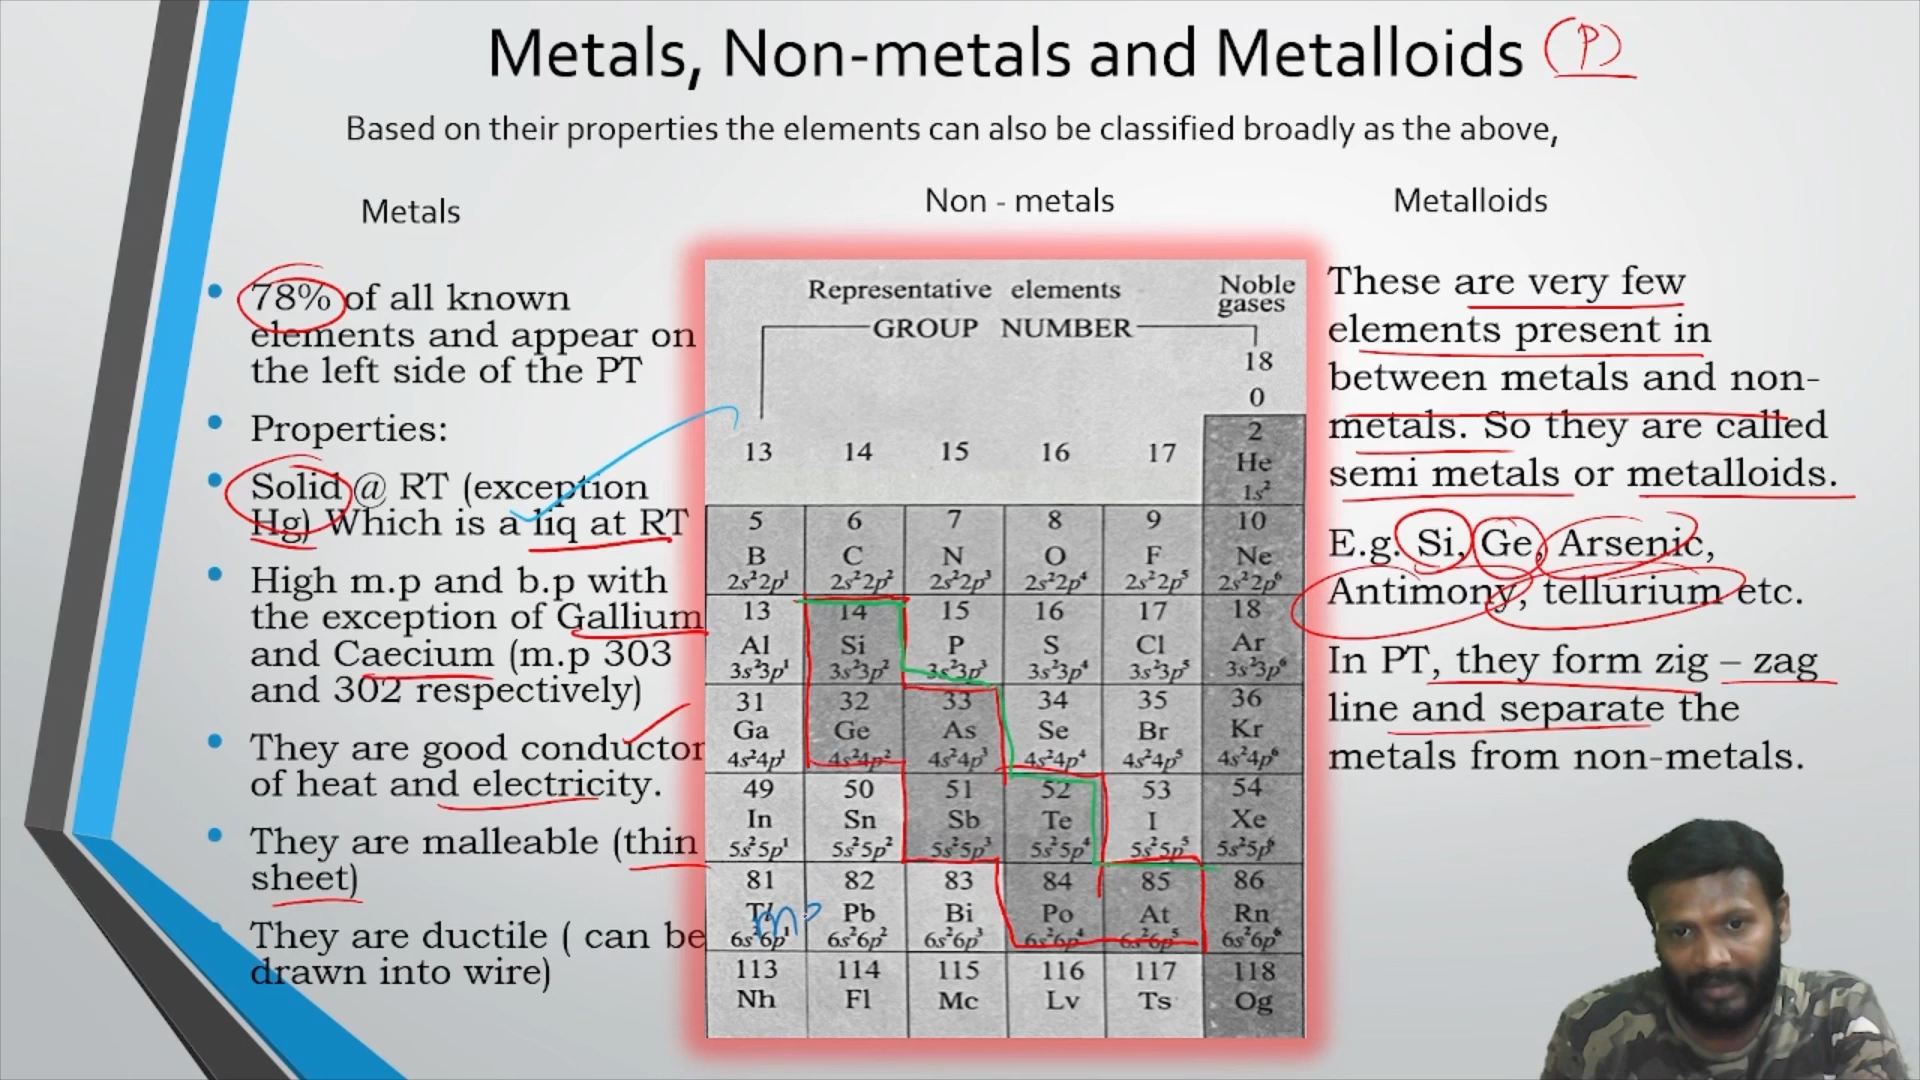 Metals, Non-metals and Metalloids (P)
Based on their properties the elements can also be classified broadly as the above,
Metals
• 78% of all known
elements and appear on
the left side of the PT
• Properties:
• Solid @ RT (exception
Hg) Which is a liq at RT
• High m.p and b.p with
the exception of Gallium
and Caecium (m.p 303
and 302 respectively)
• They are good conductor
of heat and electricity.
• They are malleable (thin
sheet)
They are ductile ( can be
drawn into wire)
Non - metals
Representative elements
Noble
gases
GROUP NUMBER
18
0
13 14 15 16 17
2
He
1s²
5 6 7 8 9 10
B C N O F Ne
2s²2p¹ 2s²2p² 2s²2p³ 2s²2p⁴ 2s²2p⁵ 2s²2p⁶
13 14 15 16 17 18
Al Si P S Cl Ar
3s²3p¹ 3s²3p² 3s²3p³ 3s²3p⁴ 3s²3p⁵ 3s²3p⁶
31 32 33 34 35 36
Ga Ge As Se Br Kr
4s²4p¹ 4s²4p² 4s²4p³ 4s²4p⁴ 4s²4p⁵ 4s²4p⁶
49 50 51 52 53 54
In Sn Sb Te I Xe
5s²5p¹ 5s²5p² 5s²5p³ 5s²5p⁴ 5s²5p⁵ 5s²5p⁶
81 82 83 84 85 86
Tl Pb Bi Po At Rn
6s²6p¹ 6s²6p² 6s²6p³ 6s²6p⁴ 6s²6p⁵ 6s²6p⁶
113 114 115 116 117 118
Nh Fl Mc Lv Ts Og
Metalloids
These are very few
elements present in
between metals and non-
metals. So they are called
semi metals or metalloids.
E.g. Si, Ge, Arsenic,
Antimony, tellurium etc.
In PT, they form zig – zag
line and separate the
metals from non-metals.